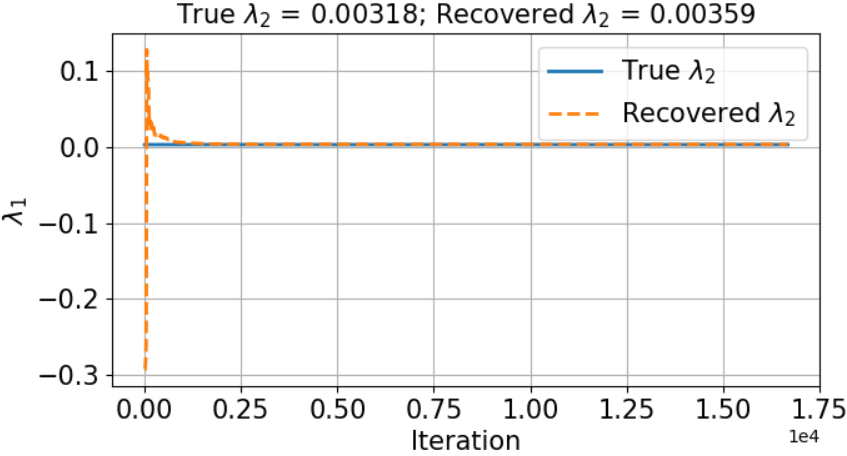 True λ₂ = 0.00318; Recovered λ₂ = 0.00359
True λ₂
Recovered λ₂
0.1
0.0
−0.1
−0.2
−0.3
λ₁
0.00
0.25
0.50
0.75
1.00
1.25
1.50
1.75
1e4
Iteration